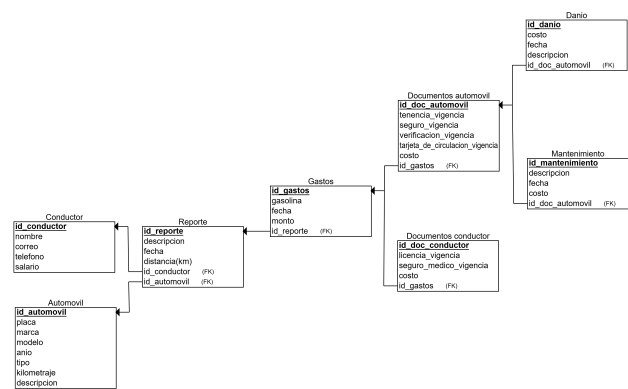 Danio
id_danio
costo
fecha
descripcion
id_doc_automovil (FK)
Documentos automovil
id_doc_automovil
tenencia_vigencia
seguro_vigencia
verificacion_vigencia
tarjeta_de_circulacion_vigencia
costo
id_gastos (FK)
Mantenimiento
id_mantenimiento
descripcion
fecha
costo
id_doc_automovil (FK)
Gastos
id_gastos
gasolina
fecha
monto
id_reporte (FK)
Documentos conductor
id_doc_conductor
licencia_vigencia
seguro_medico_vigencia
costo
id_gastos (FK)
Conductor
id_conductor
nombre
correo
telefono
salario
Reporte
id_reporte
descripcion
fecha
distancia(km)
id_conductor (FK)
id_automovil (FK)
Automovil
id_automovil
placa
marca
modelo
anio
tipo
kilometraje
descripcion